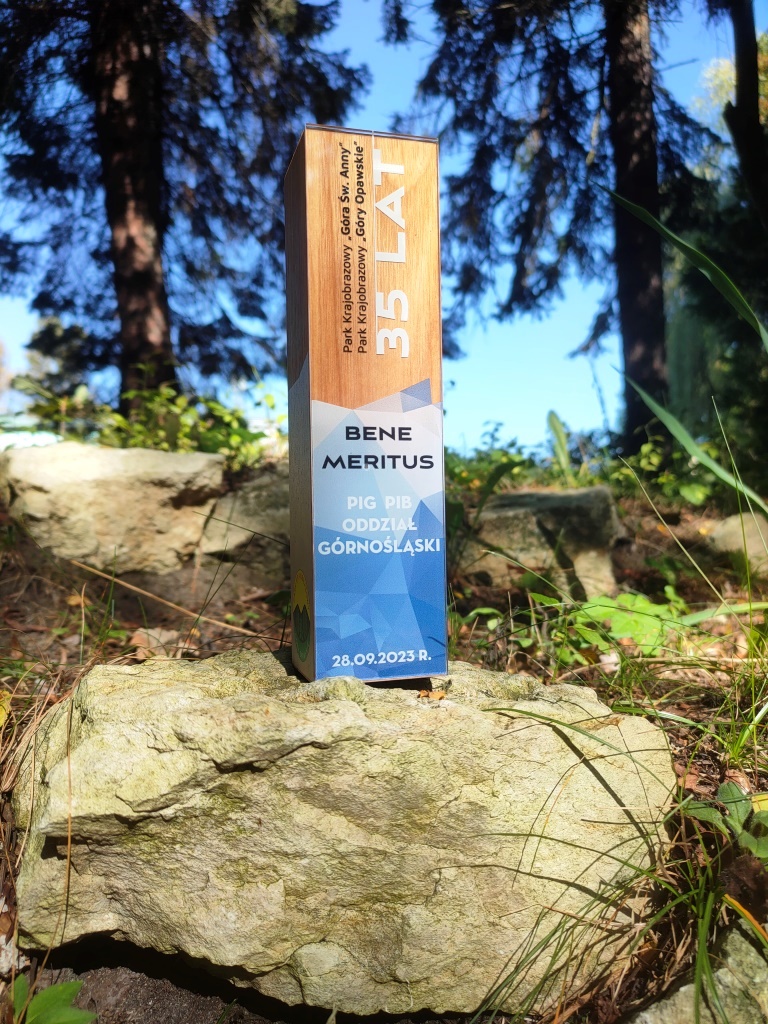 Park Krajobrazowy „Góra Św. Anny"
Park Krajobrazowy „Góry Opawskie"
35 LAT
BENE
MERITUS
PIG PIB
ODDZIAŁ
GÓRNOŚLĄSKI
28.09.2023 R.